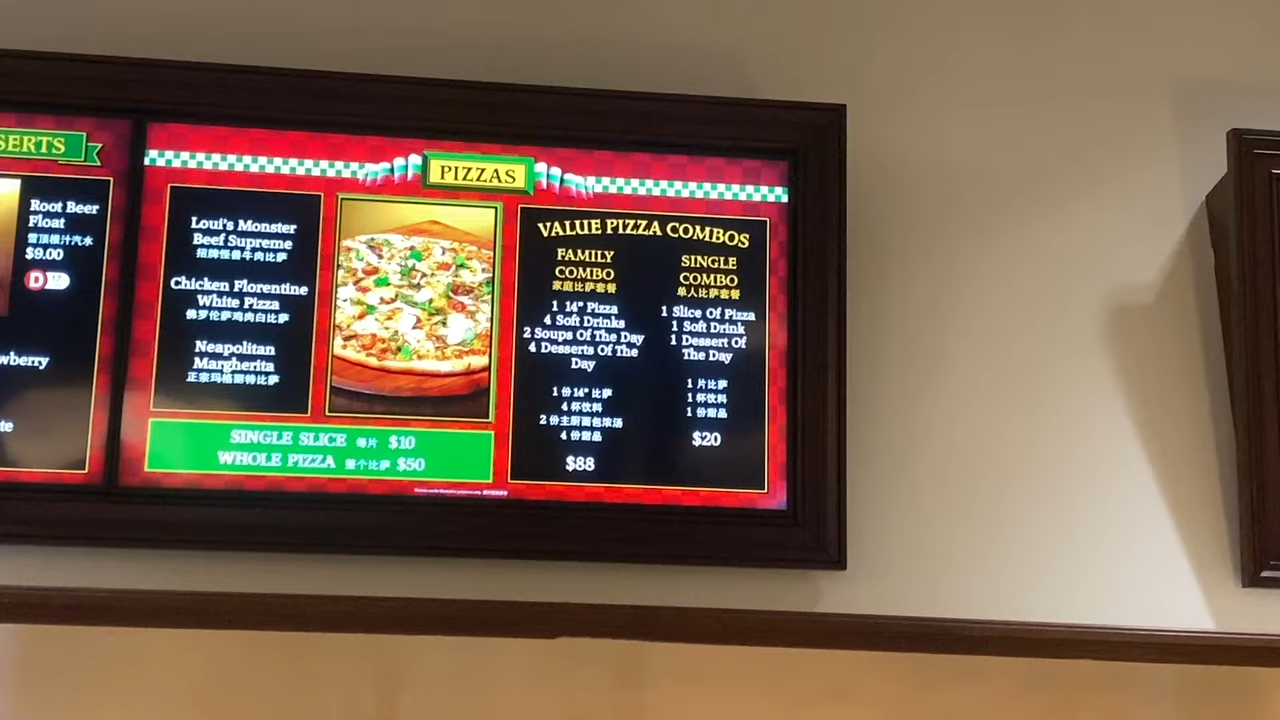 SERTS
Root Beer
Float
雪顶根汁汽水
$9.00
D
wberry
te
PIZZAS
Loui's Monster
Beef Supreme
招牌怪兽牛肉比萨
Chicken Florentine
White Pizza
佛罗伦萨鸡肉白比萨
Neapolitan
Margherita
正宗玛格丽特比萨
SINGLE SLICE 每片 $10
WHOLE PIZZA 整个比萨 $50
VALUE PIZZA COMBOS
FAMILY
COMBO
家庭比萨套餐
1 14" Pizza
4 Soft Drinks
2 Soups Of The Day
4 Desserts Of The
Day
1 份 14" 比萨
4 杯饮料
2 份主厨面包浓汤
4 份甜品
$88
SINGLE
COMBO
单人比萨套餐
1 Slice Of Pizza
1 Soft Drink
1 Dessert Of
The Day
1 片比萨
1 杯饮料
1 份甜品
$20